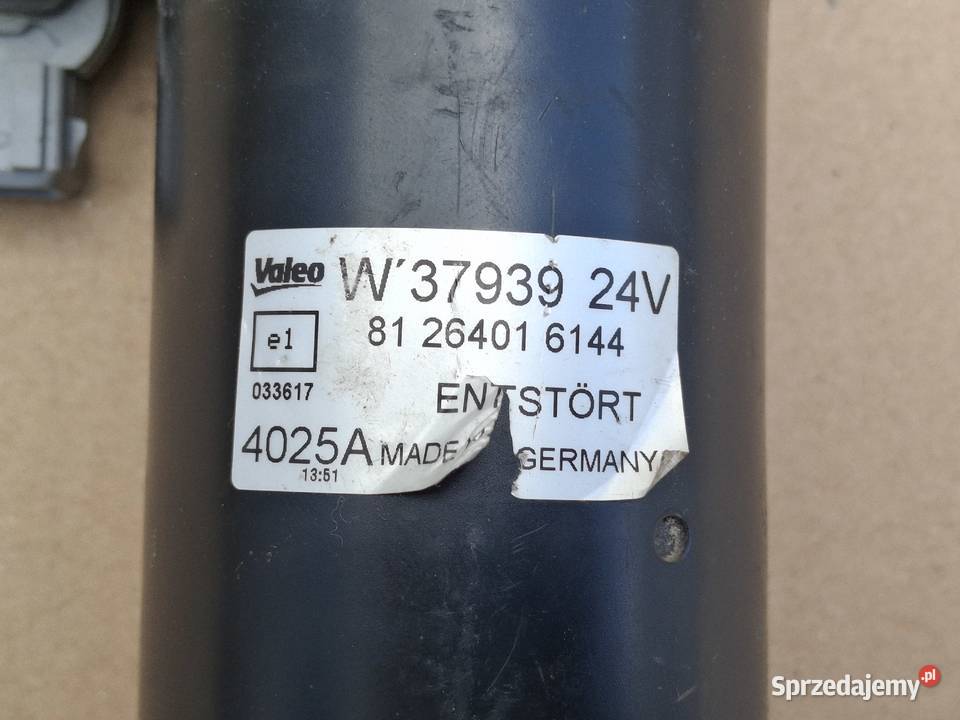 Valeo W´37939 24V
e1 81 26401 6144
033617 ENTSTÖRT
4025A MADE GERMANY
13:51
Sprzedajemy.pl